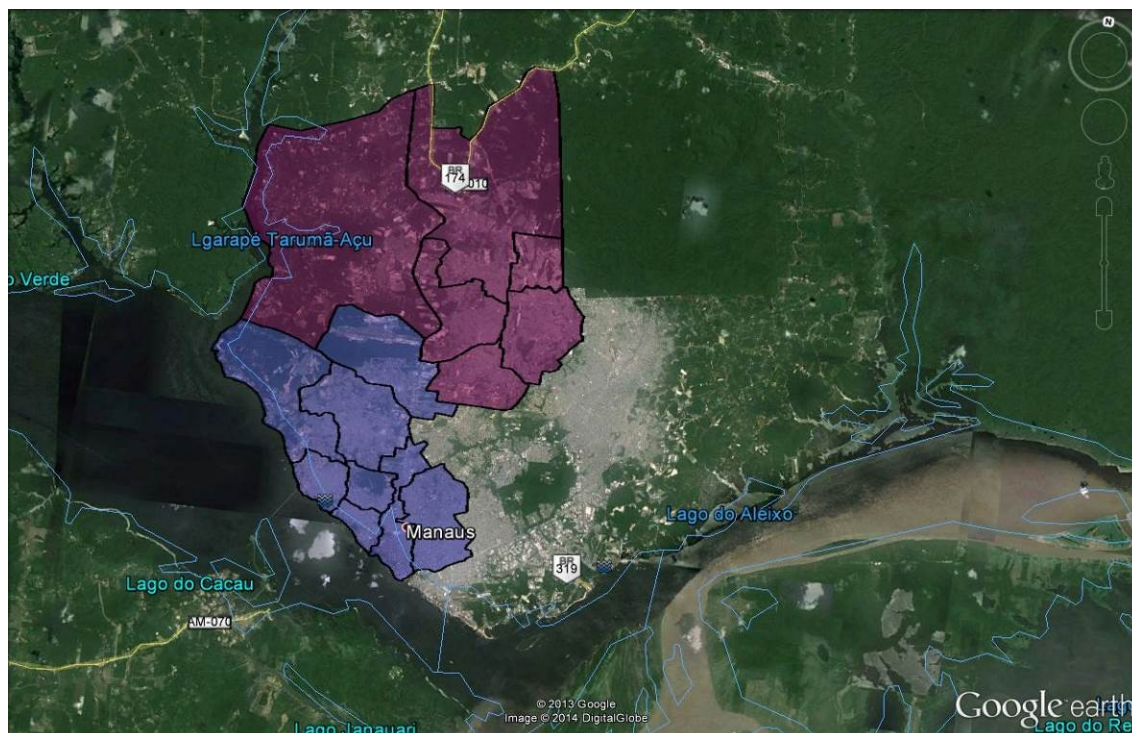 N
BR
174
010
Lgarape Tarumã-Açu
o Verde
Lago do Aleixo
Manaus
BR
319
Lago do Cacau
AM-070
© 2013 Google
Image © 2014 DigitalGlobe
Google earth
Lago Janauari
Lago do Re